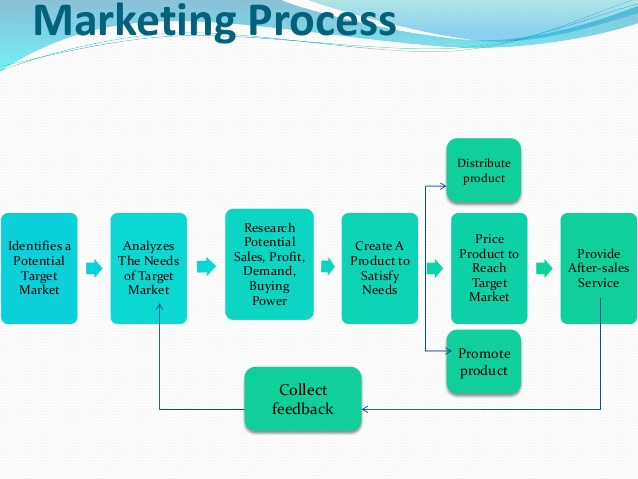 Marketing Process
Identifies a
Potential
Target
Market
Analyzes
The Needs
of Target
Market
Research
Potential
Sales, Profit,
Demand,
Buying
Power
Create A
Product to
Satisfy
Needs
Distribute
product
Price
Product to
Reach
Target
Market
Promote
product
Provide
After-sales
Service
Collect
feedback